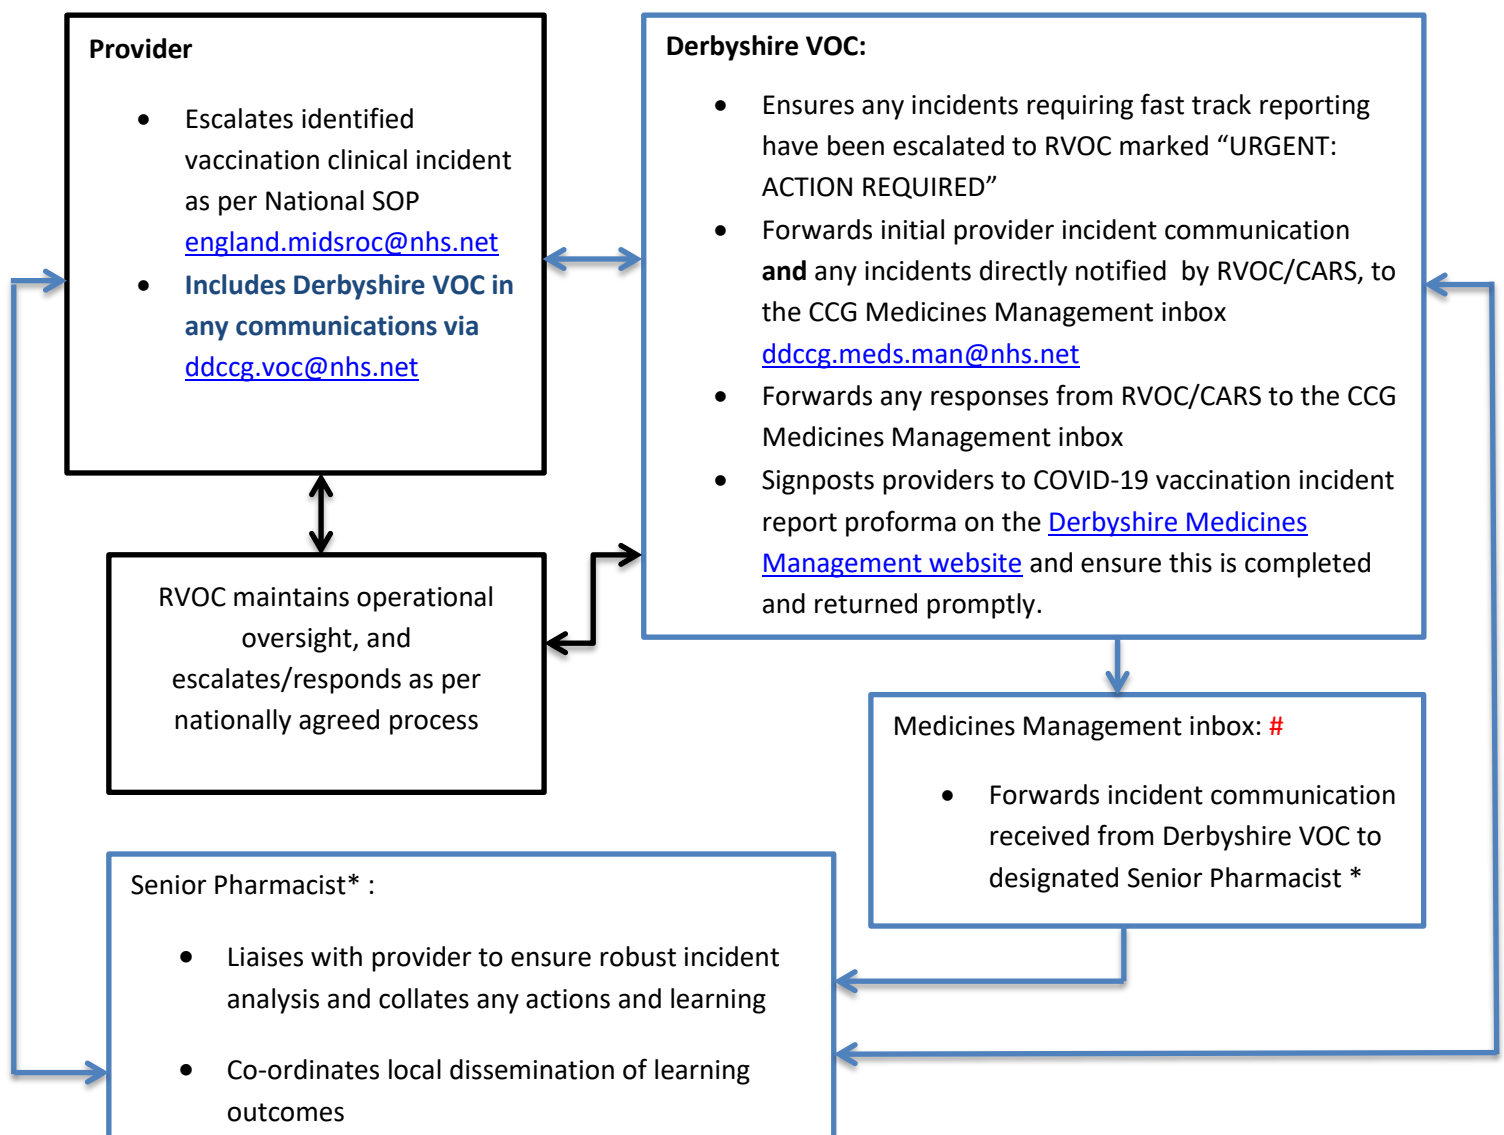 Provider
• Escalates identified
vaccination clinical incident
as per National SOP
england.midsroc@nhs.net
• Includes Derbyshire VOC in
any communications via
ddccg.voc@nhs.net
RVOC maintains operational
oversight, and
escalates/responds as per
nationally agreed process
Derbyshire VOC:
• Ensures any incidents requiring fast track reporting
have been escalated to RVOC marked “URGENT:
ACTION REQUIRED”
• Forwards initial provider incident communication
and any incidents directly notified by RVOC/CARS, to
the CCG Medicines Management inbox
ddccg.meds.man@nhs.net
• Forwards any responses from RVOC/CARS to the CCG
Medicines Management inbox
• Signposts providers to COVID-19 vaccination incident
report proforma on the Derbyshire Medicines
Management website and ensure this is completed
and returned promptly.
Medicines Management inbox: #
• Forwards incident communication
received from Derbyshire VOC to
designated Senior Pharmacist *
Senior Pharmacist* :
• Liaises with provider to ensure robust incident
analysis and collates any actions and learning
• Co-ordinates local dissemination of learning
outcomes